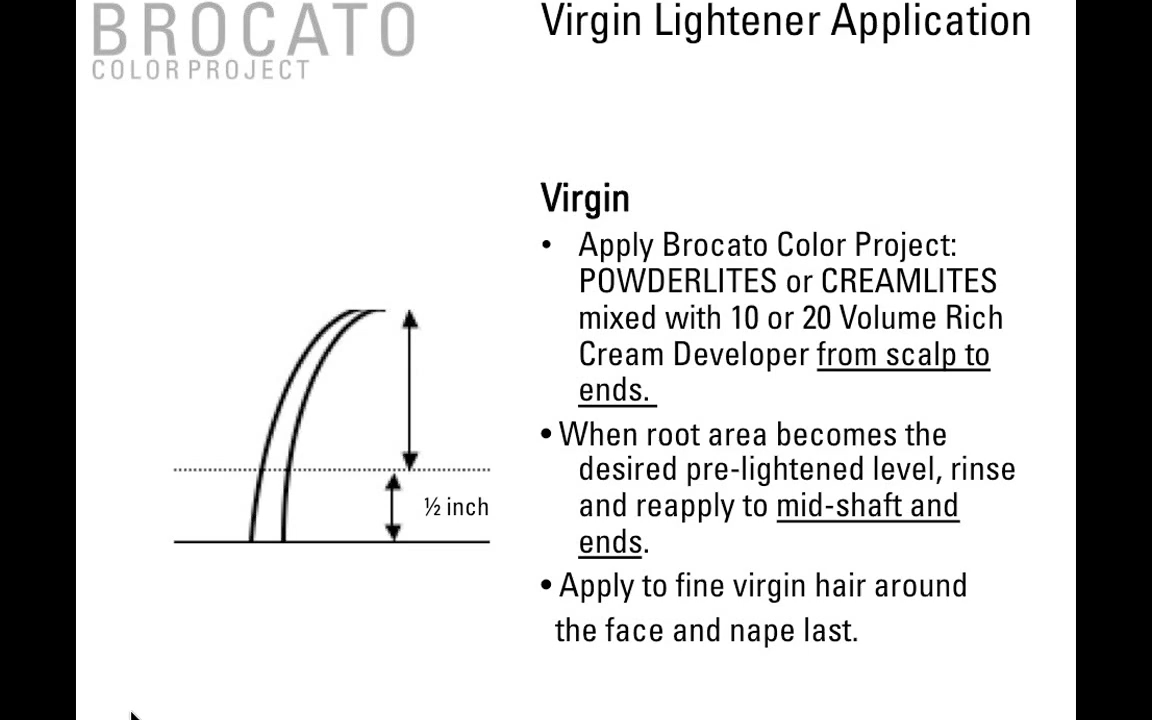 BROCATO
COLOR PROJECT
Virgin Lightener Application
Virgin
• Apply Brocato Color Project:
POWDERLITES or CREAMLITES
mixed with 10 or 20 Volume Rich
Cream Developer from scalp to
ends.
• When root area becomes the
desired pre-lightened level, rinse
and reapply to mid-shaft and
ends.
• Apply to fine virgin hair around
the face and nape last.
½ inch